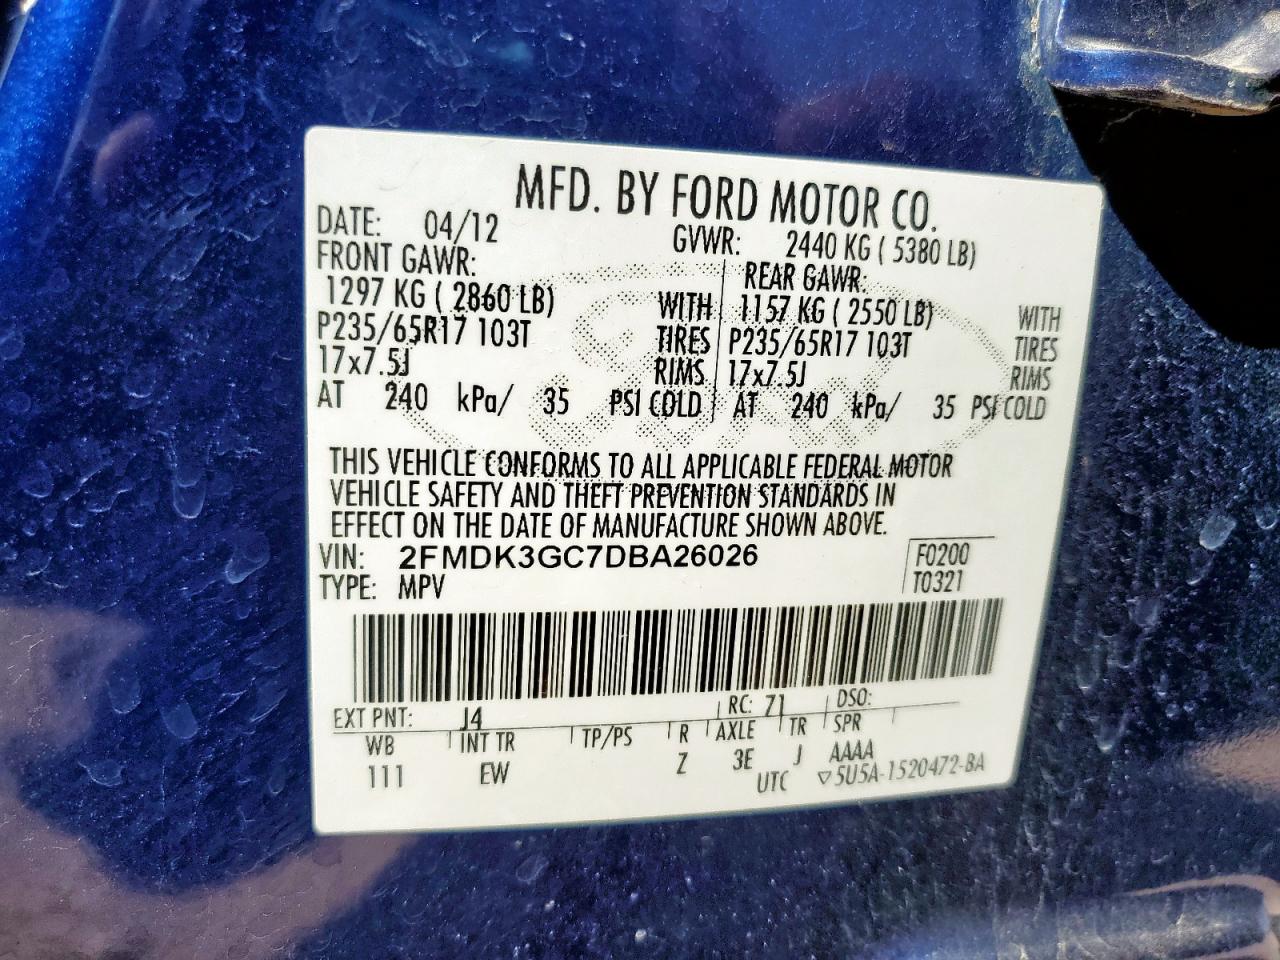 MFD. BY FORD MOTOR CO.
DATE: 04/12 GVWR: 2440 KG ( 5380 LB)
FRONT GAWR: REAR GAWR:
1297 KG ( 2860 LB) WITH 1157 KG ( 2550 LB) WITH
P235/65R17 103T TIRES P235/65R17 103T TIRES
17x7.5J RIMS 17x7.5J RIMS
AT 240 kPa/ 35 PSI COLD AT 240 kPa/ 35 PSI COLD
THIS VEHICLE CONFORMS TO ALL APPLICABLE FEDERAL MOTOR
VEHICLE SAFETY AND THEFT PREVENTION STANDARDS IN
EFFECT ON THE DATE OF MANUFACTURE SHOWN ABOVE.
VIN: 2FMDK3GC7DBA26026 F0200
TYPE: MPV T0321
EXT PNT: J4 RC: 71 DSO:
WB INT TR TP/PS R AXLE TR SPR
111 EW Z 3E J AAAA
UTC ▽5U5A-1520472-BA